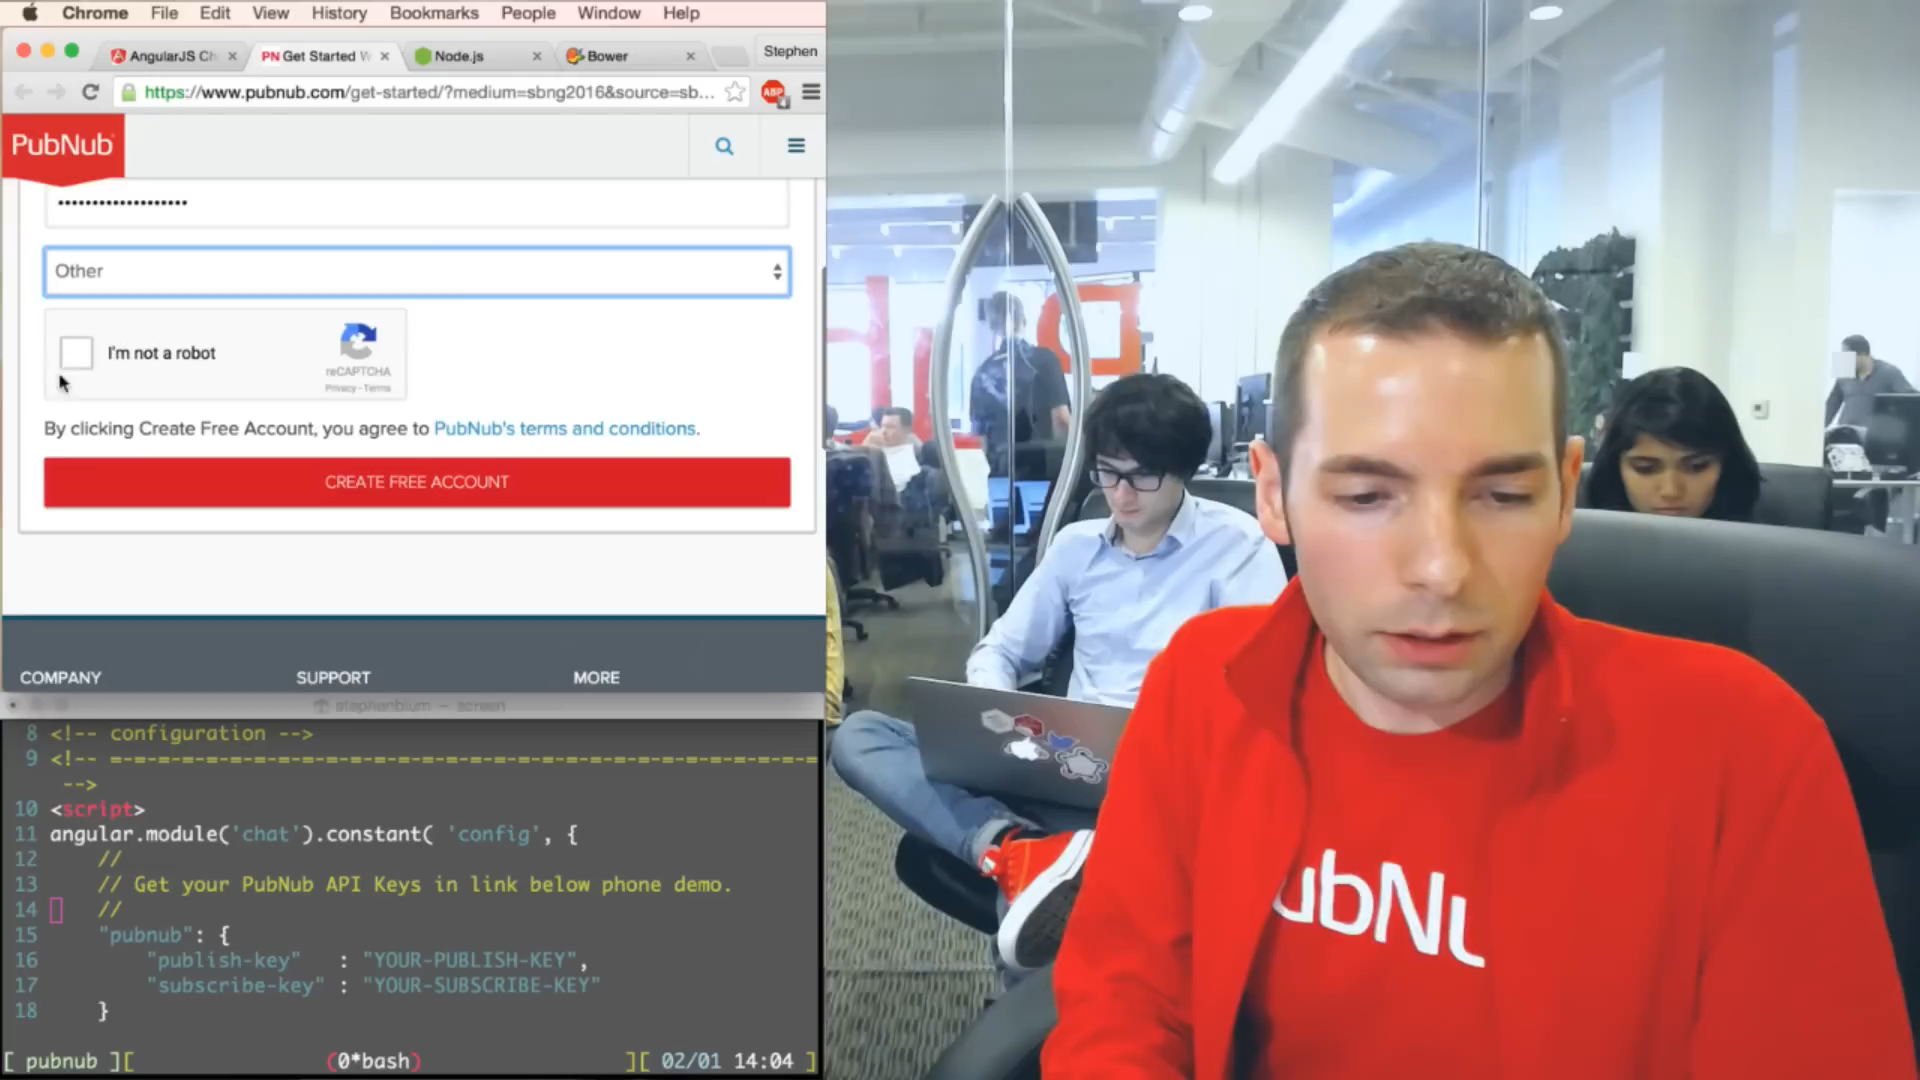 Chrome File Edit View History Bookmarks People Window Help
AngularJS Ch
PN Get Started W
Node.js
Bower
Stephen
https://www.pubnub.com/get-started/?medium=sbng2016&source=sb...
ABP
4
PubNub
•••••••••••••••••••
Other
I'm not a robot
reCAPTCHA
Privacy - Terms
By clicking Create Free Account, you agree to PubNub's terms and conditions.
CREATE FREE ACCOUNT
COMPANY SUPPORT MORE
stephenblum — screen
8 <!-- configuration -->
9 <!-- =-=-=-=-=-=-=-=-=-=-=-=-=-=-=-=-=-=-=-=-=-=-=-=-=-=-=-=-=-=
-->
10 <script>
11 angular.module('chat').constant( 'config', {
12 //
13 // Get your PubNub API Keys in link below phone demo.
14 //
15 "pubnub": {
16 "publish-key" : "YOUR-PUBLISH-KEY",
17 "subscribe-key" : "YOUR-SUBSCRIBE-KEY"
18 }
[ pubnub ][ (0*bash) ][ 02/01 14:04 ]
ubNu